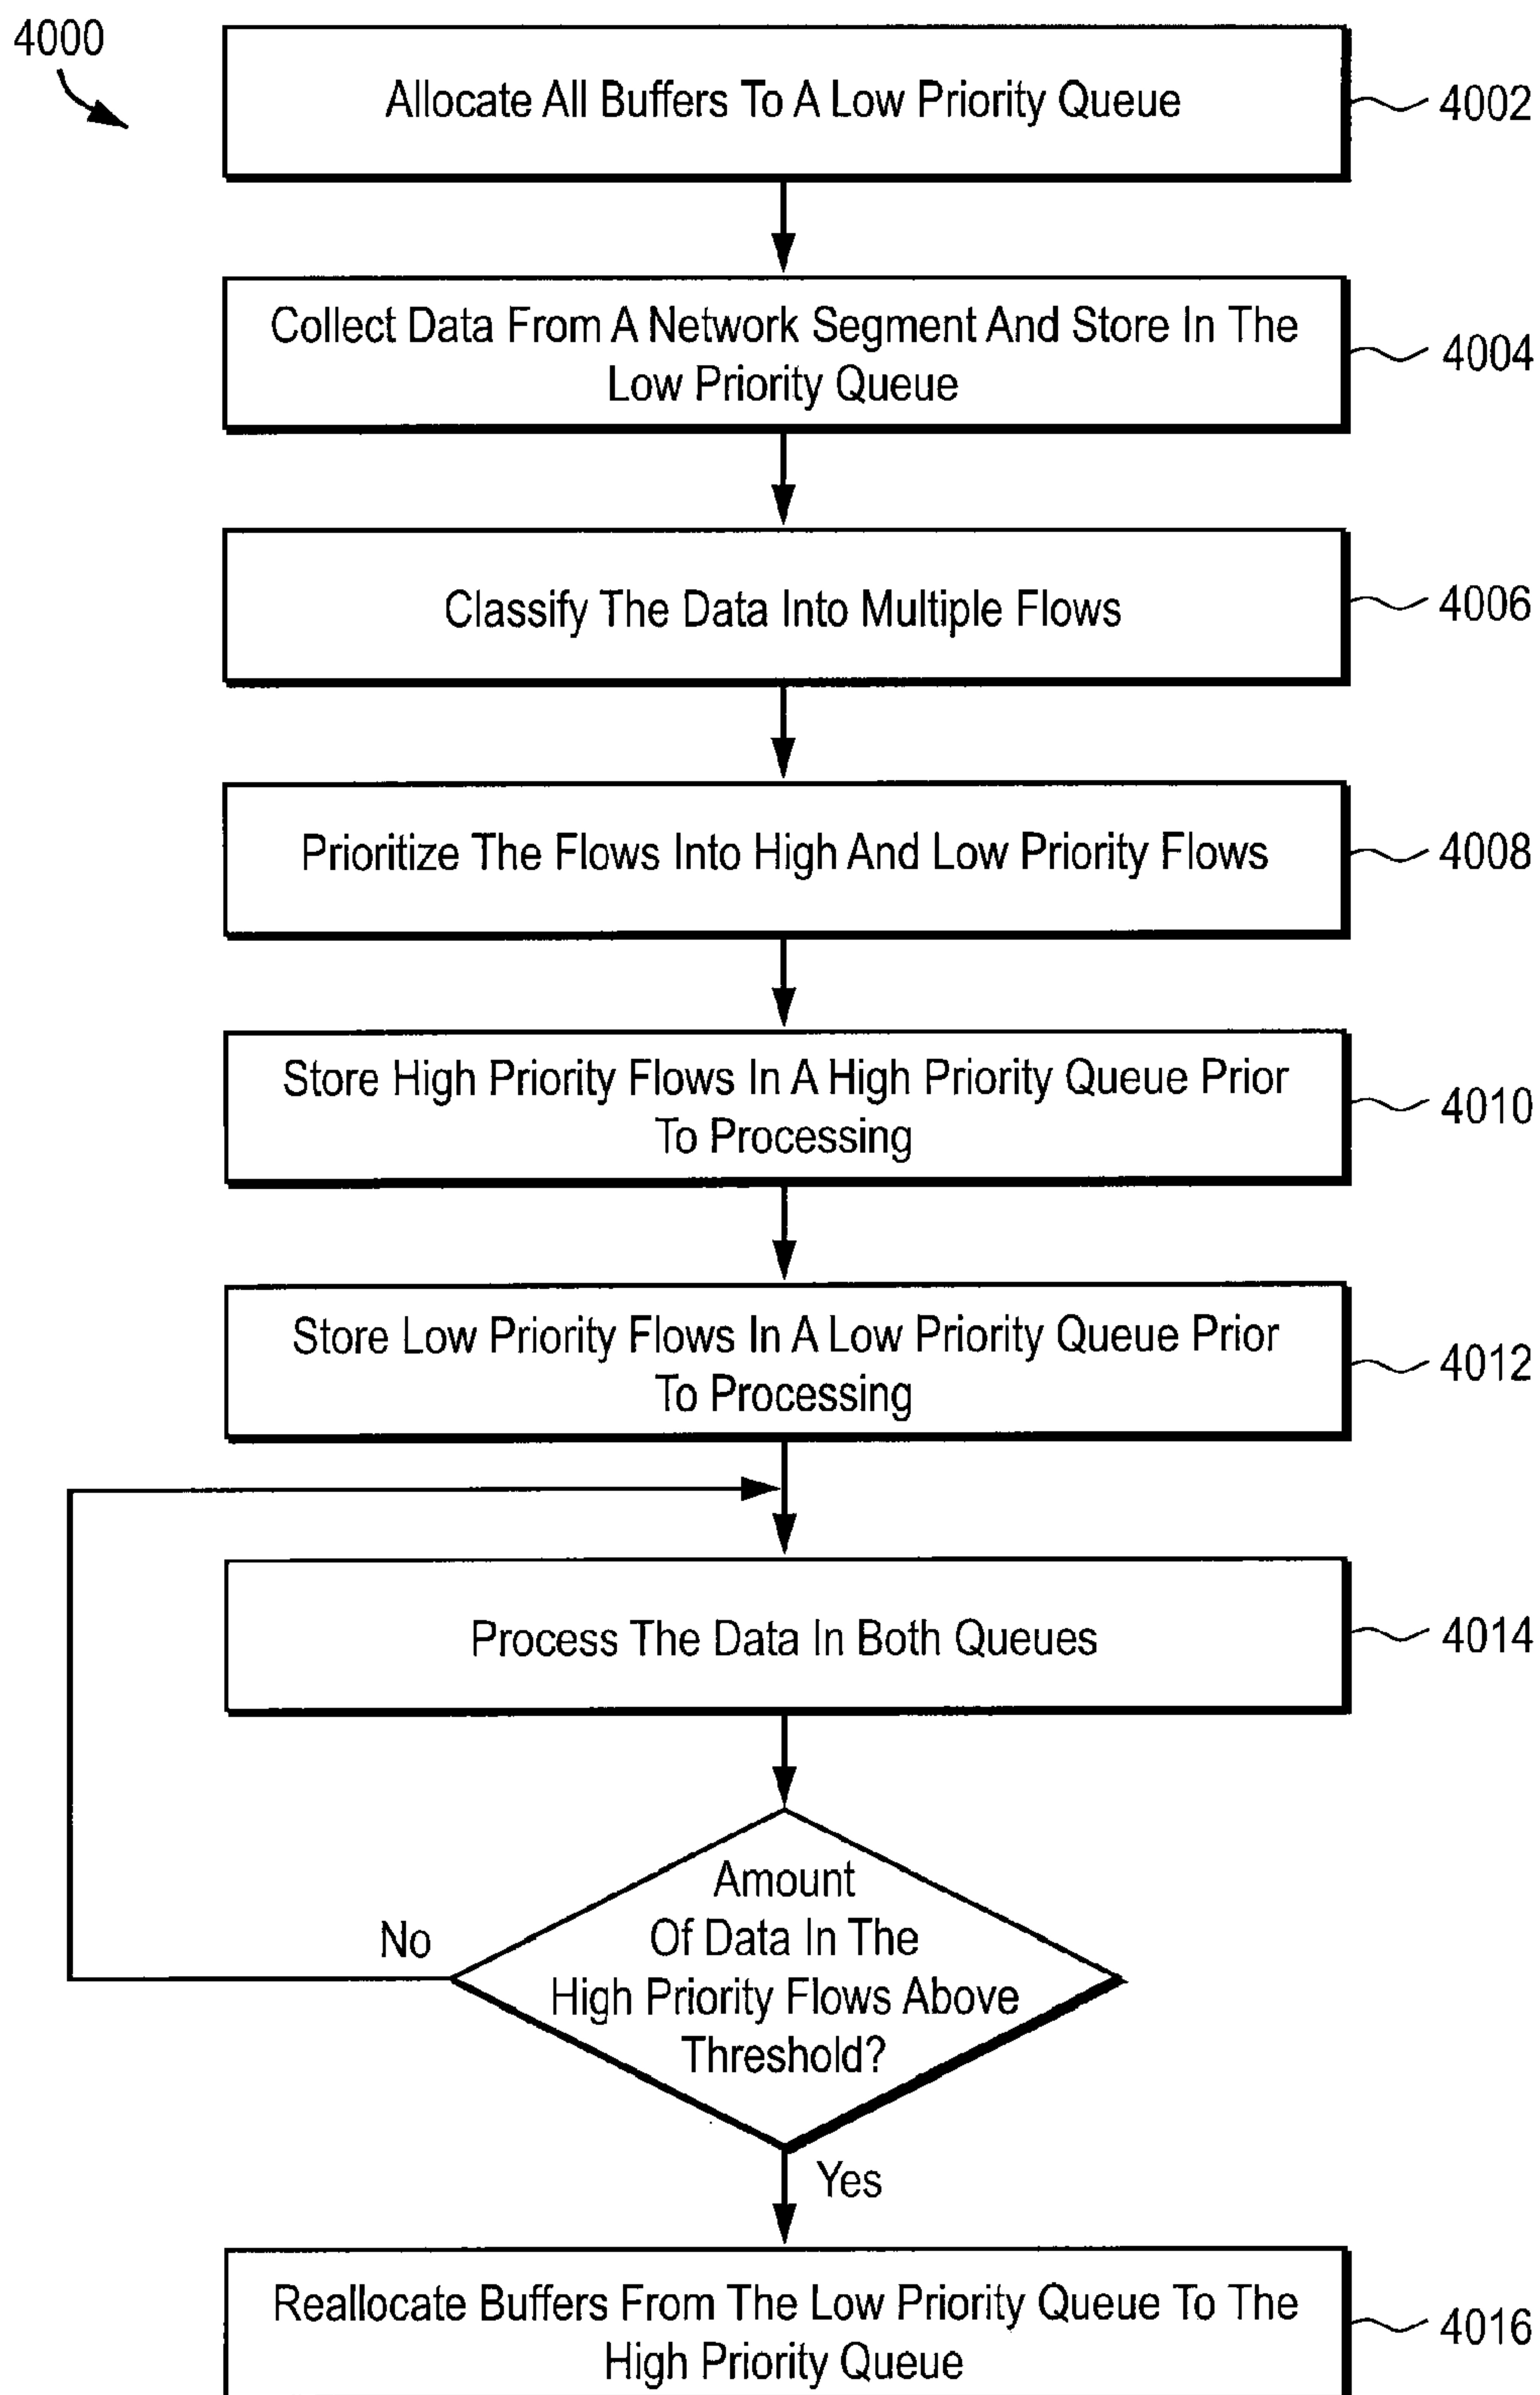 4000
Allocate All Buffers To A Low Priority Queue
4002
Collect Data From A Network Segment And Store In The
Low Priority Queue
4004
Classify The Data Into Multiple Flows
4006
Prioritize The Flows Into High And Low Priority Flows
4008
Store High Priority Flows In A High Priority Queue Prior
To Processing
4010
Store Low Priority Flows In A Low Priority Queue Prior
To Processing
4012
Process The Data In Both Queues
4014
Amount
Of Data In The
High Priority Flows Above
Threshold?
No
Yes
Reallocate Buffers From The Low Priority Queue To The
High Priority Queue
4016